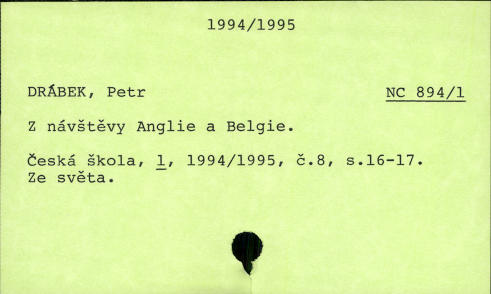 1994/1995
DRÁBEK, Petr NC 894/1
Z návštěvy Anglie a Belgie.
Česká škola, 1, 1994/1995, č.8, s.16-17.
Ze světa.